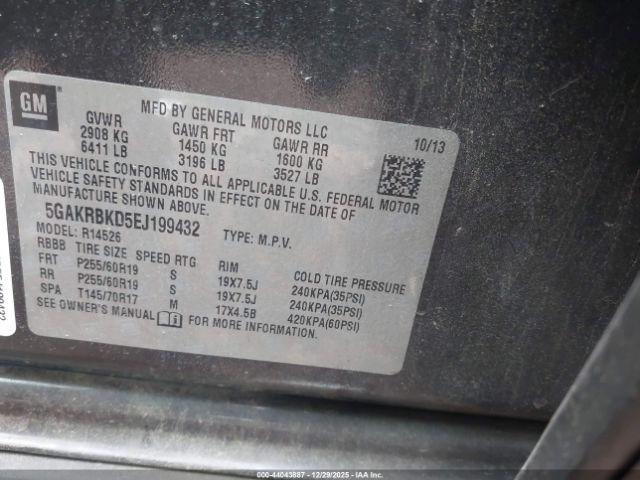 GM
MFD BY GENERAL MOTORS LLC
10/13
GVWR GAWR FRT GAWR RR
2908 KG 1450 KG 1600 KG
6411 LB 3196 LB 3527 LB
THIS VEHICLE CONFORMS TO ALL APPLICABLE U.S. FEDERAL MOTOR
VEHICLE SAFETY STANDARDS IN EFFECT ON THE DATE OF
MANUFACTURE SHOWN ABOVE.
5GAKRBKD5EJ199432 TYPE: M.P.V.
MODEL: R14526
RBBB TIRE SIZE SPEED RTG RIM COLD TIRE PRESSURE
FRT P255/60R19 S 19X7.5J 240KPA(35PSI)
RR P255/60R19 S 19X7.5J 240KPA(35PSI)
SPA T145/70R17 M 17X4.5B 420KPA(60PSI)
SEE OWNER'S MANUAL FOR MORE INFORMATION.
000-44043887 - 12/29/2025 - IAAI.COM